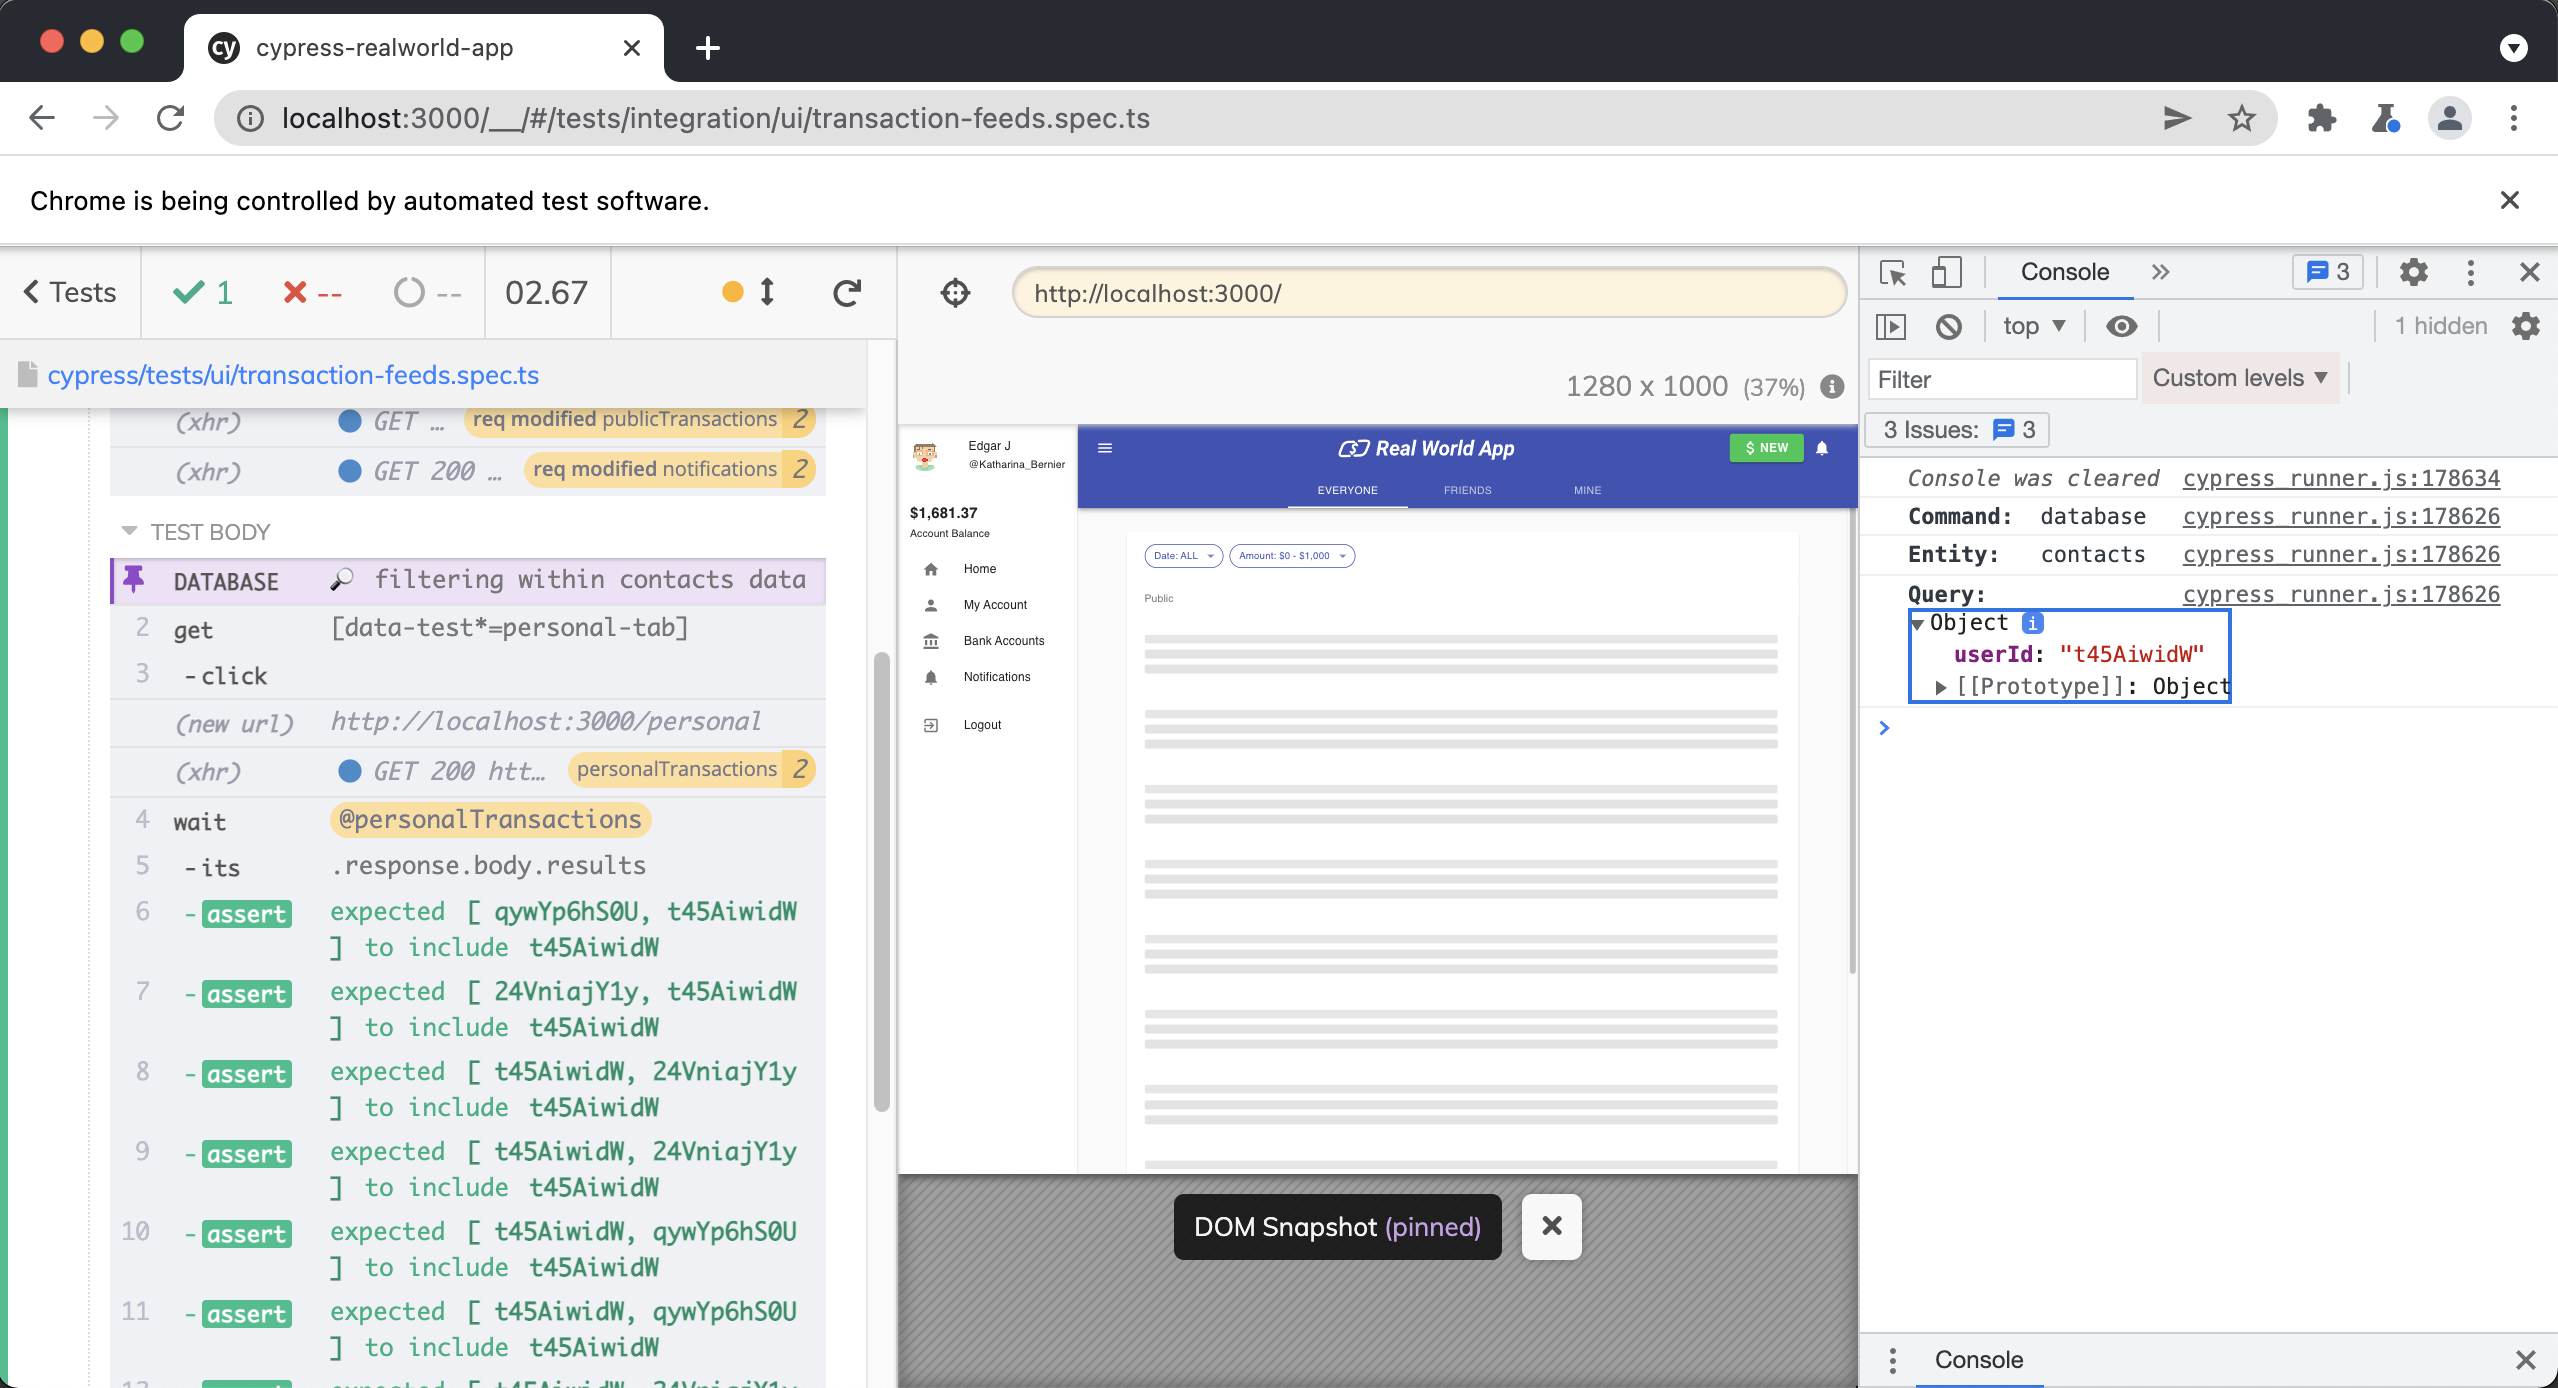 cy cypress-realworld-app
localhost:3000/__/#/tests/integration/ui/transaction-feeds.spec.ts
Chrome is being controlled by automated test software.
Tests 1 -- -- 02.67
cypress/tests/ui/transaction-feeds.spec.ts
(xhr) GET … req modified publicTransactions 2
(xhr) GET 200 … req modified notifications 2
TEST BODY
DATABASE filtering within contacts data
2 get [data-test*=personal-tab]
3 -click
(new url) http://localhost:3000/personal
(xhr) GET 200 htt… personalTransactions 2
4 wait @personalTransactions
5 -its .response.body.results
6 -assert expected [ qywYp6hS0U, t45AiwidW
] to include t45AiwidW
7 -assert expected [ 24VniajY1y, t45AiwidW
] to include t45AiwidW
8 -assert expected [ t45AiwidW, 24VniajY1y
] to include t45AiwidW
9 -assert expected [ t45AiwidW, 24VniajY1y
] to include t45AiwidW
10 -assert expected [ t45AiwidW, qywYp6hS0U
] to include t45AiwidW
11 -assert expected [ t45AiwidW, qywYp6hS0U
] to include t45AiwidW
http://localhost:3000/
1280 x 1000 (37%)
Edgar J
@Katharina_Bernier
$1,681.37
Account Balance
Home
My Account
Bank Accounts
Notifications
Logout
Real World App
$ NEW
EVERYONE FRIENDS MINE
Date: ALL Amount: $0 - $1,000
Public
DOM Snapshot (pinned)
Console 3
top 1 hidden
Filter Custom levels
3 Issues: 3
Console was cleared cypress_runner.js:178634
Command: database cypress_runner.js:178626
Entity: contacts cypress_runner.js:178626
Query: cypress_runner.js:178626
Object i
userId: "t45AiwidW"
[[Prototype]]: Object
Console